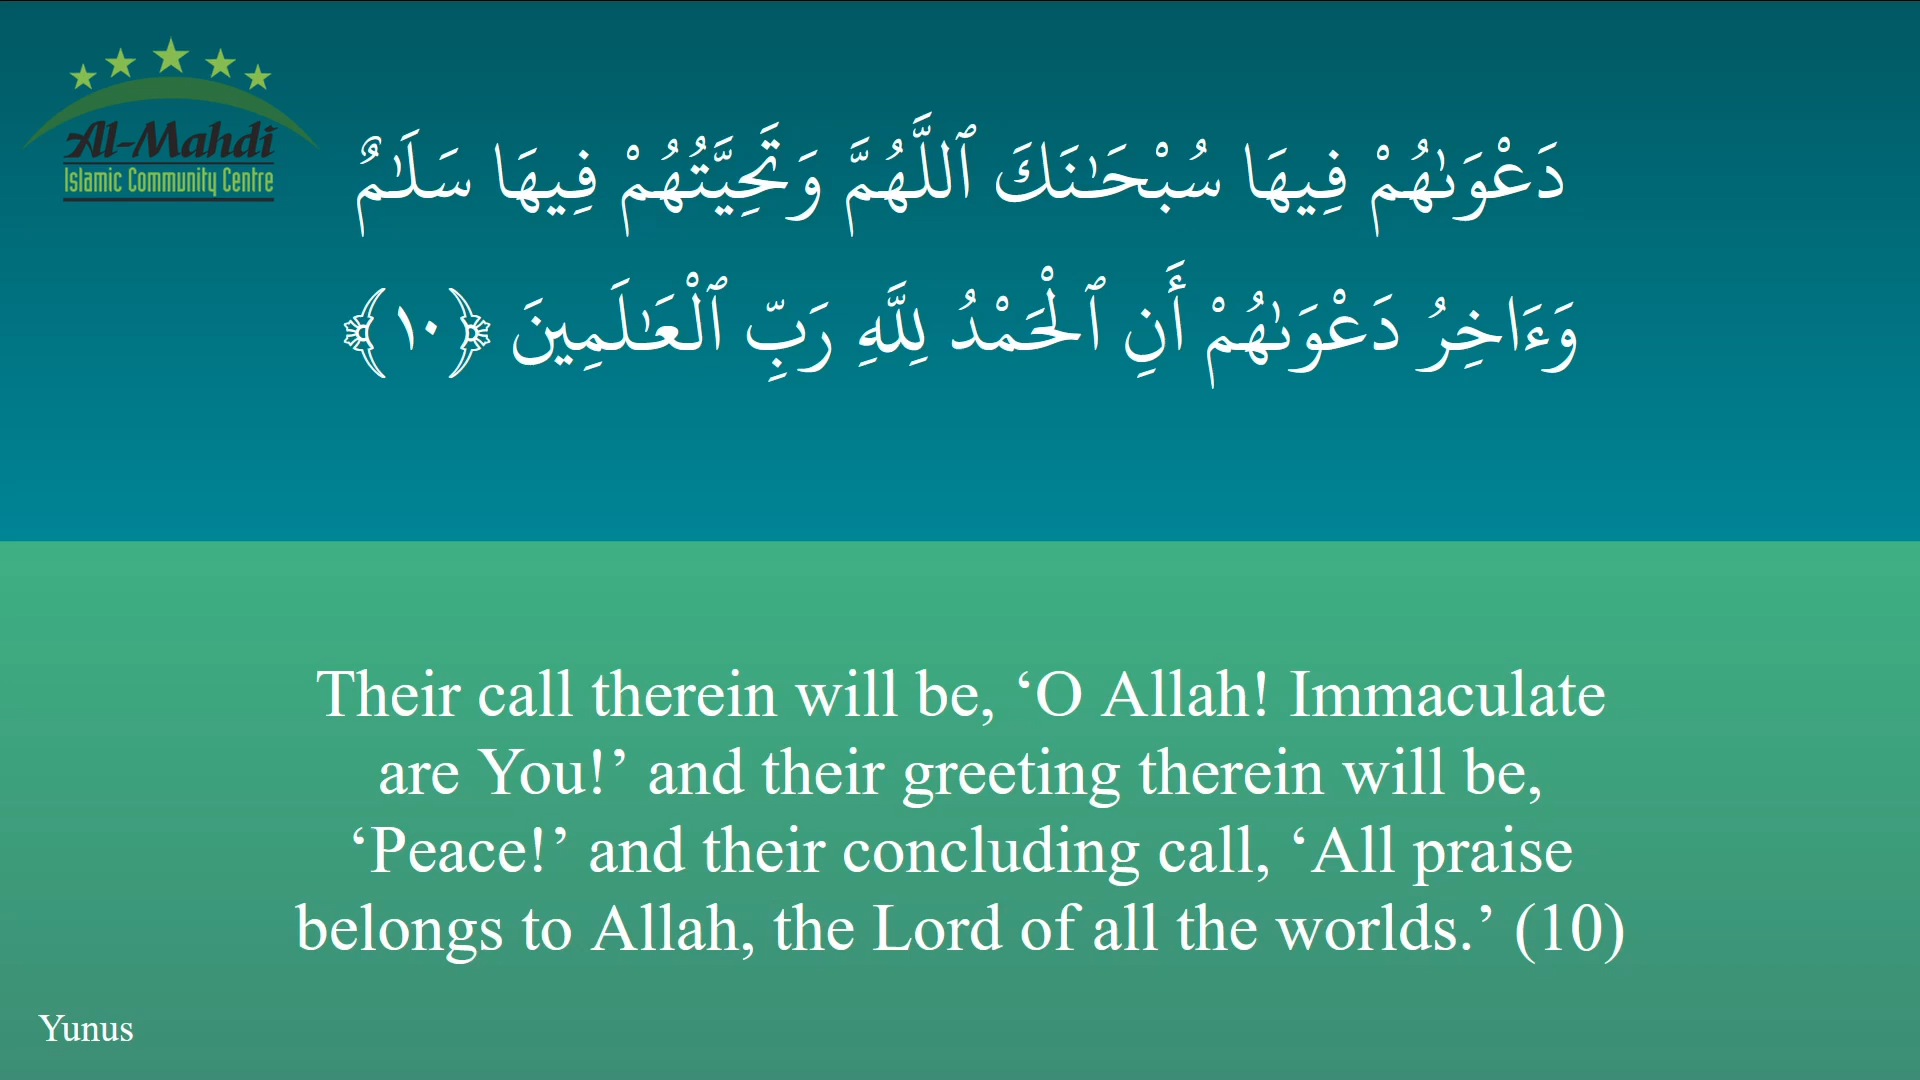 Al-Mahdi
Islamic Community Centre
دَعْوَىٰهُمْ فِيهَا سُبْحَـٰنَكَ ٱللَّهُمَّ وَتَحِيَّتُهُمْ فِيهَا سَلَـٰمٌ
وَءَاخِرُ دَعْوَىٰهُمْ أَنِ ٱلْحَمْدُ لِلَّهِ رَبِّ ٱلْعَـٰلَمِينَ ﴿١٠﴾
Their call therein will be, ‘O Allah! Immaculate
are You!’ and their greeting therein will be,
‘Peace!’ and their concluding call, ‘All praise
belongs to Allah, the Lord of all the worlds.’ (10)
Yunus